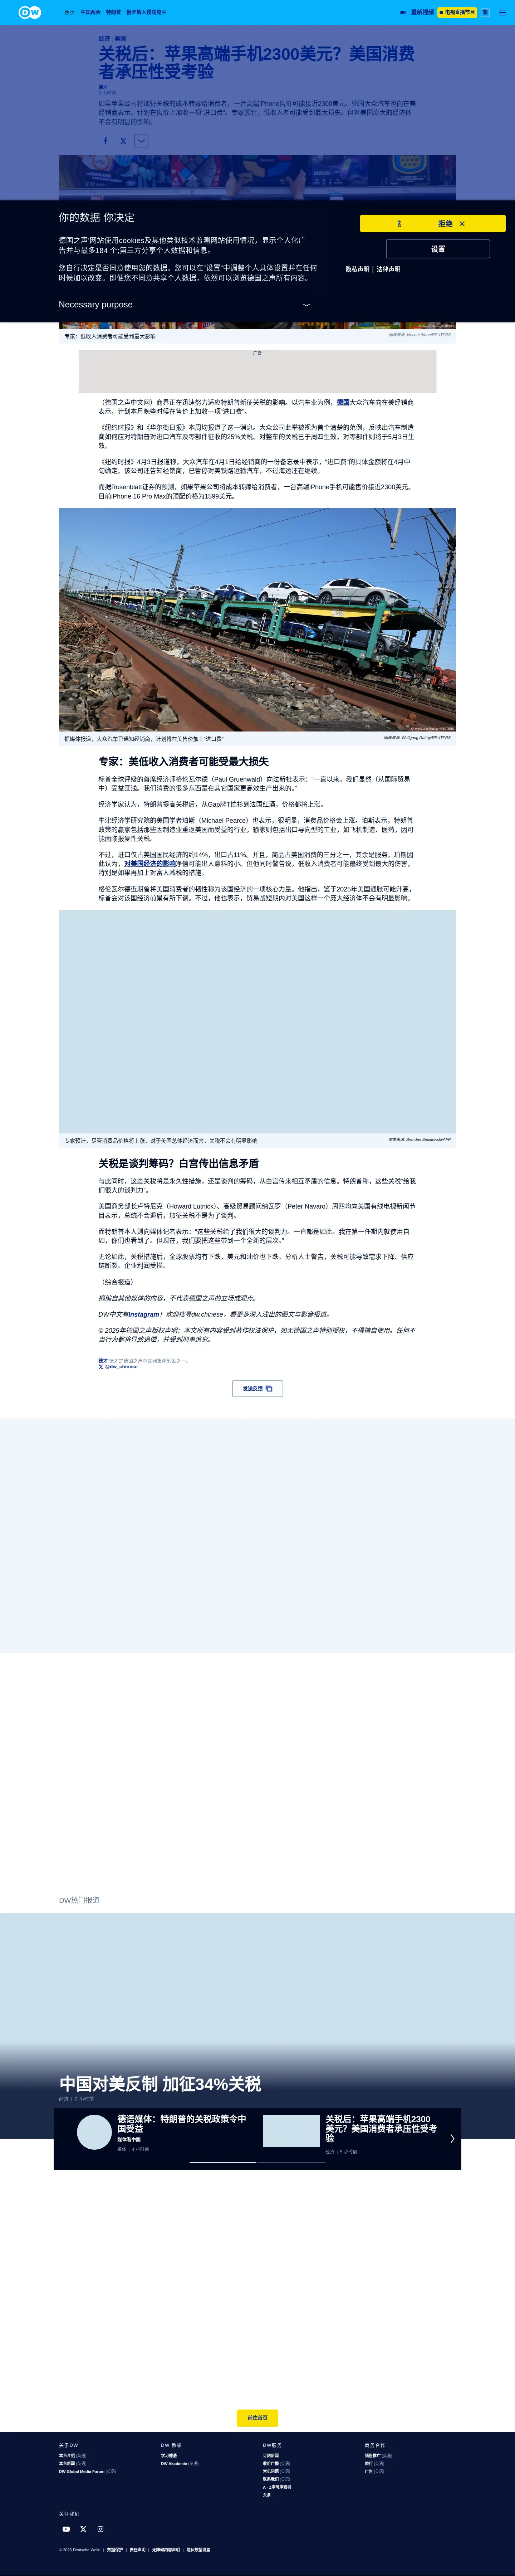 DW
焦点 中国两会 特朗普 俄罗斯入侵乌克兰
最新视频
电视直播节目
繁
经济 | 美国
关税后：苹果高端手机2300美元？美国消费
者承压性受考验
德才
5 小时前
如果苹果公司将加征关税的成本转嫁给消费者，一台高端iPhone售价可能接近2300美元。德国大众汽车也向在美
经销商表示，计划在售价上加收一项“进口费”。专家预计，低收入者可能受到最大损失。但对国庞大的经济体
不会有明显的影响。
你的数据 你决定
德国之声'网站使用cookies及其他类似技术监测网站使用情况，显示个人化广
告并与最多184 个;第三方分享个人数据和信息。
您自行决定是否同意使用您的数据。您可以在“设置”中调整个人具体设置并在任何
时候加以改变。即便您不同意共享个人数据，依然可以浏览德国之声所有内容。
拒绝
设置
隐私声明 | 法律声明
Necessary purpose
专家：低收入消费者可能受到最大影响
图像来源: Vincent Alban/REUTERS
广告
（德国之声中文网）商界正在迅速努力适应特朗普新征关税的影响。以汽车业为例，德国大众汽车向在美经销商
表示，计划本月晚些时候在售价上加收一项“进口费”。
《纽约时报》和《华尔街日报》本周均报道了这一消息。大众公司此举被视为首个清楚的范例，反映出汽车制造
商如何应对特朗普对进口汽车及零部件征收的25%关税。对整车的关税已于周四生效，对零部件则将于5月3日生
效。
《纽约时报》4月3日报道称，大众汽车在4月1日给经销商的一份备忘录中表示，“进口费”的具体金额将在4月中
旬确定。该公司还告知经销商，已暂停对美铁路运输汽车，不过海运还在继续。
而据Rosenblatt证券的预测，如果苹果公司将成本转嫁给消费者，一台高端iPhone手机可能售价接近2300美元。
目前iPhone 16 Pro Max的顶配价格为1599美元。
© Wolfgang Rattay/REUTERS
据媒体报道，大众汽车已通知经销商，计划将在美售价加上“进口费”
图像来源: Wolfgang Rattay/REUTERS
专家：美低收入消费者可能受最大损失
标普全球评级的首席经济师格伦瓦尔德（Paul Gruenwald）向法新社表示：“一直以来，我们显然（从国际贸易
中）受益匪浅。我们消费的很多东西是在其它国家更高效生产出来的。”
经济学家认为，特朗普提高关税后，从Gap牌T恤衫到法国红酒，价格都将上涨。
牛津经济学研究院的美国学者珀斯（Michael Pearce）也表示，很明显，消费品价格会上涨。珀斯表示，特朗普
政策的赢家包括那些因制造业重返美国而受益的行业，输家则包括出口导向型的工业，如飞机制造、医药，因可
能面临报复性关税。
不过，进口仅占美国国民经济的约14%，出口占11%。并且，商品占美国消费的三分之一，其余是服务。珀斯因
此认为，对美国经济的影响净值可能出人意料的小。但他同时警告说，低收入消费者可能最终受到最大的伤害，
特别是如果再加上对富人减税的措施。
格伦瓦尔德近期曾将美国消费者的韧性称为该国经济的一项核心力量。他指出，鉴于2025年美国通胀可能升高，
标普会对该国经济前景有所下调。不过，他也表示，贸易战短期内对美国这样一个庞大经济体不会有明显影响。
专家预计，尽管消费品价格将上涨，对于美国总体经济而言，关税不会有明显影响
图像来源: Brendan Smialowski/AFP
关税是谈判筹码？白宫传出信息矛盾
与此同时，这些关税将是永久性措施，还是谈判的筹码，从白宫传来相互矛盾的信息。特朗普称，这些关税“给我
们很大的谈判力”。
美国商务部长卢特尼克（Howard Lutnick）、高级贸易顾问纳瓦罗（Peter Navarro）周四均向美国有线电视新闻节
目表示，总统不会退后，加征关税不是为了谈判。
而特朗普本人则向媒体记者表示：“这些关税给了我们很大的谈判力。一直都是如此。我在第一任期内就使用自
如，你们也看到了。但现在，我们要把这些带到一个全新的层次。”
无论如此，关税措施后，全球股票均有下跌，美元和油价也下跌。分析人士警告，关税可能导致需求下降、供应
链断裂、企业利润受损。
（综合报道）
摘编自其他媒体的内容，不代表德国之声的立场或观点。
DW中文有Instagram！欢迎搜寻dw.chinese，看更多深入浅出的图文与影音报道。
© 2025年德国之声版权声明：本文所有内容受到著作权法保护，如无德国之声特别授权，不得擅自使用。任何不
当行为都将导致追偿，并受到刑事追究。
德才 德才是德国之声中文网集体笔名之一。
@dw_chinese
发送反馈
DW热门报道
中国对美反制 加征34%关税
经济 | 2 小时前
德语媒体：特朗普的关税政策令中
国受益
媒体看中国
媒体 | 4 小时前
关税后：苹果高端手机2300
美元？美国消费者承压性受考
验
经济 | 5 小时前
前往首页
关于DW
本台介绍 (英语)
本台新闻 (英语)
DW Global Media Forum (英语)
DW 教学
学习德语
DW Akademie (英语)
DW服务
订阅新闻
收听广播 (英语)
常见问题 (英语)
联系我们 (英语)
A - Z字母序索引
头条
商务合作
销售推广 (英语)
旅行 (英语)
广告 (英语)
关注我们
© 2025 Deutsche Welle | 数据保护 | 责任声明 | 无障碍内容声明 | 隐私数据设置